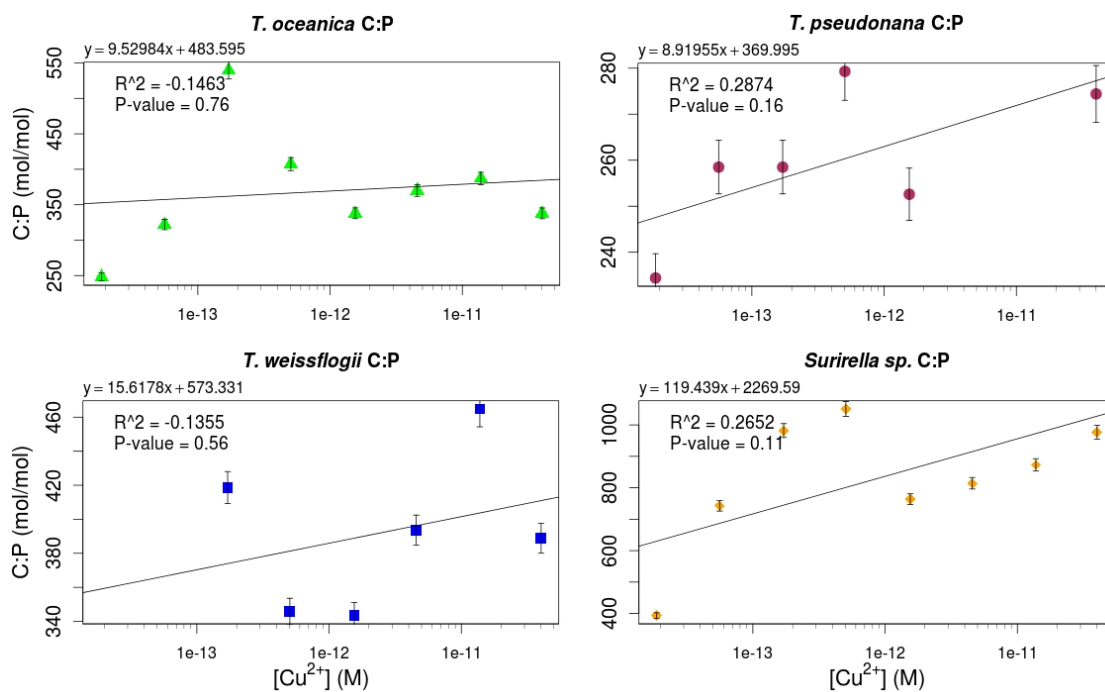 T. oceanica C:P
y = 9.52984x + 483.595
R^2 = -0.1463
P-value = 0.76
C:P (mol/mol)
550
450
350
250
1e-13
1e-12
1e-11
T. pseudonana C:P
y = 8.91955x + 369.995
R^2 = 0.2874
P-value = 0.16
280
260
240
1e-13
1e-12
1e-11
T. weissflogii C:P
y = 15.6178x + 573.331
R^2 = -0.1355
P-value = 0.56
C:P (mol/mol)
460
420
380
340
1e-13
1e-12
1e-11
[Cu²⁺] (M)
Surirella sp. C:P
y = 119.439x + 2269.59
R^2 = 0.2652
P-value = 0.11
1000
800
600
400
1e-13
1e-12
1e-11
[Cu²⁺] (M)